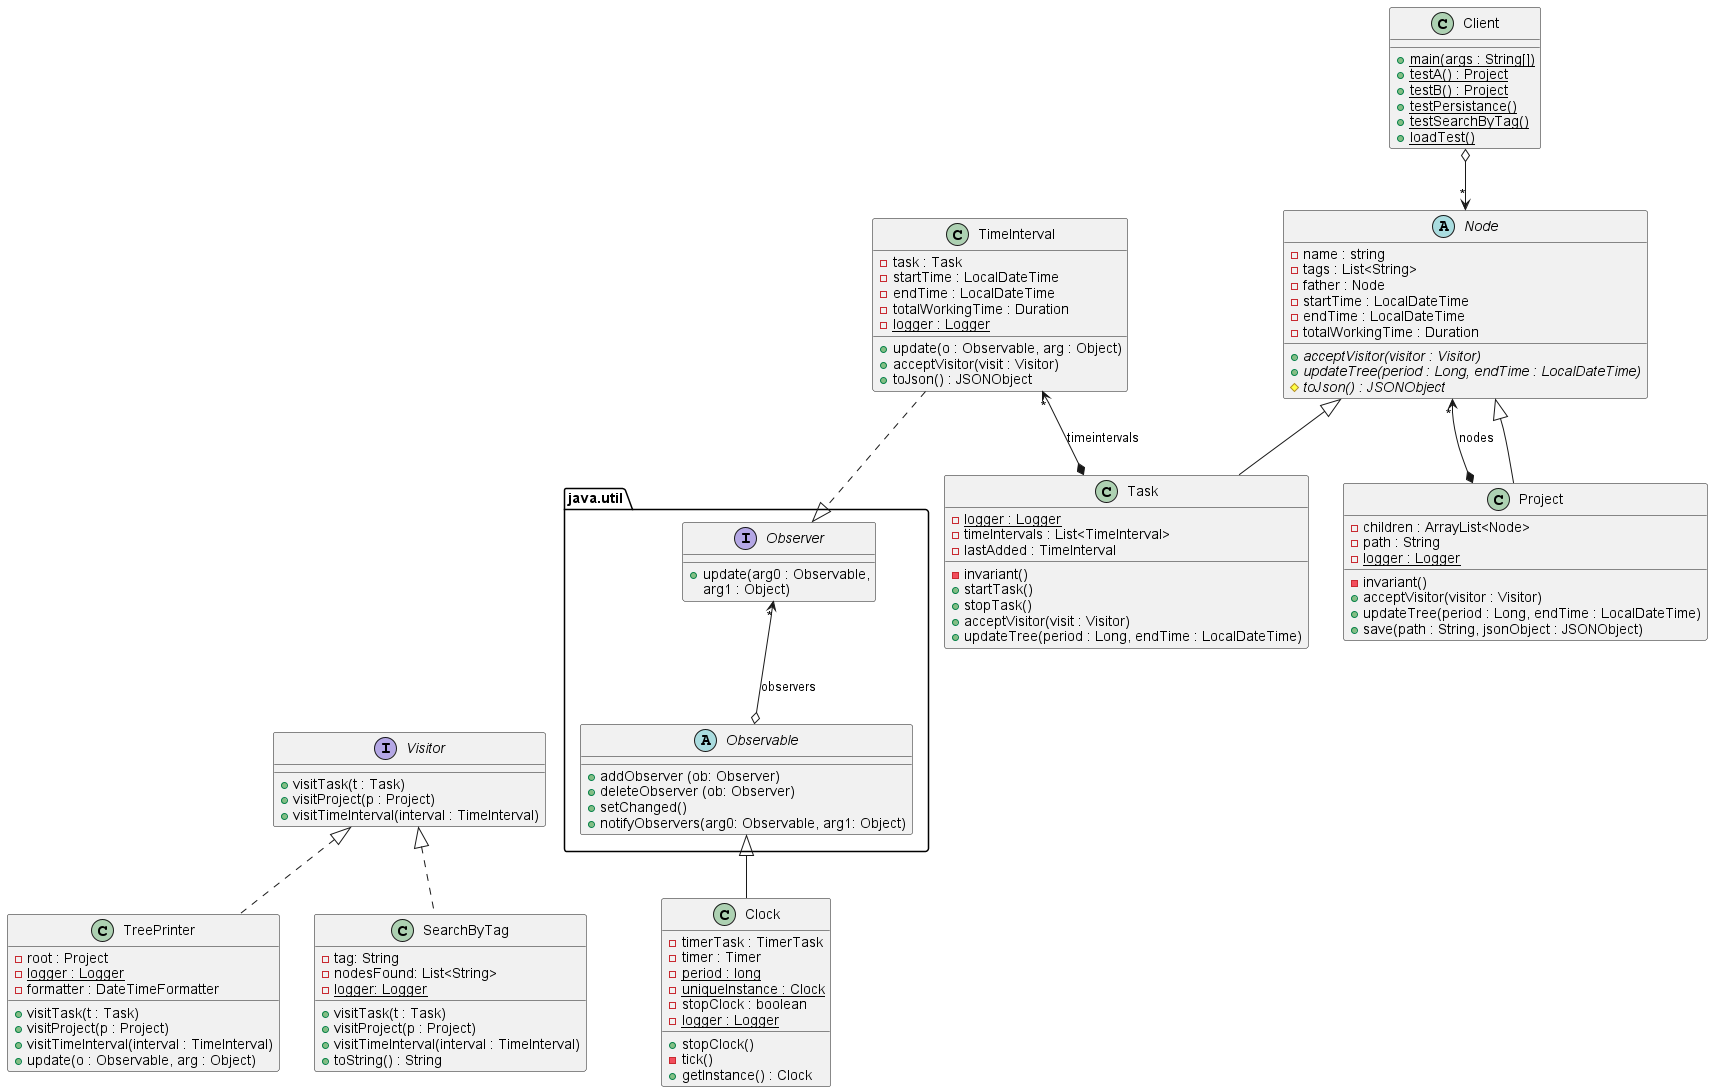 C Client
main(args : String[])
testA() : Project
testB() : Project
testPersistance()
testSearchByTag()
loadTest()
*
C TimeInterval
task : Task
startTime : LocalDateTime
endTime : LocalDateTime
totalWorkingTime : Duration
logger : Logger
update(o : Observable, arg : Object)
acceptVisitor(visit : Visitor)
toJson() : JSONObject
*
timeintervals
A Node
name : string
tags : List<String>
father : Node
startTime : LocalDateTime
endTime : LocalDateTime
totalWorkingTime : Duration
acceptVisitor(visitor : Visitor)
updateTree(period : Long, endTime : LocalDateTime)
toJson() : JSONObject
*
nodes
java.util
I Observer
update(arg0 : Observable,
arg1 : Object)
*
observers
A Observable
addObserver (ob: Observer)
deleteObserver (ob: Observer)
setChanged()
notifyObservers(arg0: Observable, arg1: Object)
C Task
logger : Logger
timeIntervals : List<TimeInterval>
lastAdded : TimeInterval
invariant()
startTask()
stopTask()
acceptVisitor(visit : Visitor)
updateTree(period : Long, endTime : LocalDateTime)
C Project
children : ArrayList<Node>
path : String
logger : Logger
invariant()
acceptVisitor(visitor : Visitor)
updateTree(period : Long, endTime : LocalDateTime)
save(path : String, jsonObject : JSONObject)
I Visitor
visitTask(t : Task)
visitProject(p : Project)
visitTimeInterval(interval : TimeInterval)
C TreePrinter
root : Project
logger : Logger
formatter : DateTimeFormatter
visitTask(t : Task)
visitProject(p : Project)
visitTimeInterval(interval : TimeInterval)
update(o : Observable, arg : Object)
C SearchByTag
tag: String
nodesFound: List<String>
logger: Logger
visitTask(t : Task)
visitProject(p : Project)
visitTimeInterval(interval : TimeInterval)
toString() : String
C Clock
timerTask : TimerTask
timer : Timer
period : long
uniqueInstance : Clock
stopClock : boolean
logger : Logger
stopClock()
tick()
getInstance() : Clock